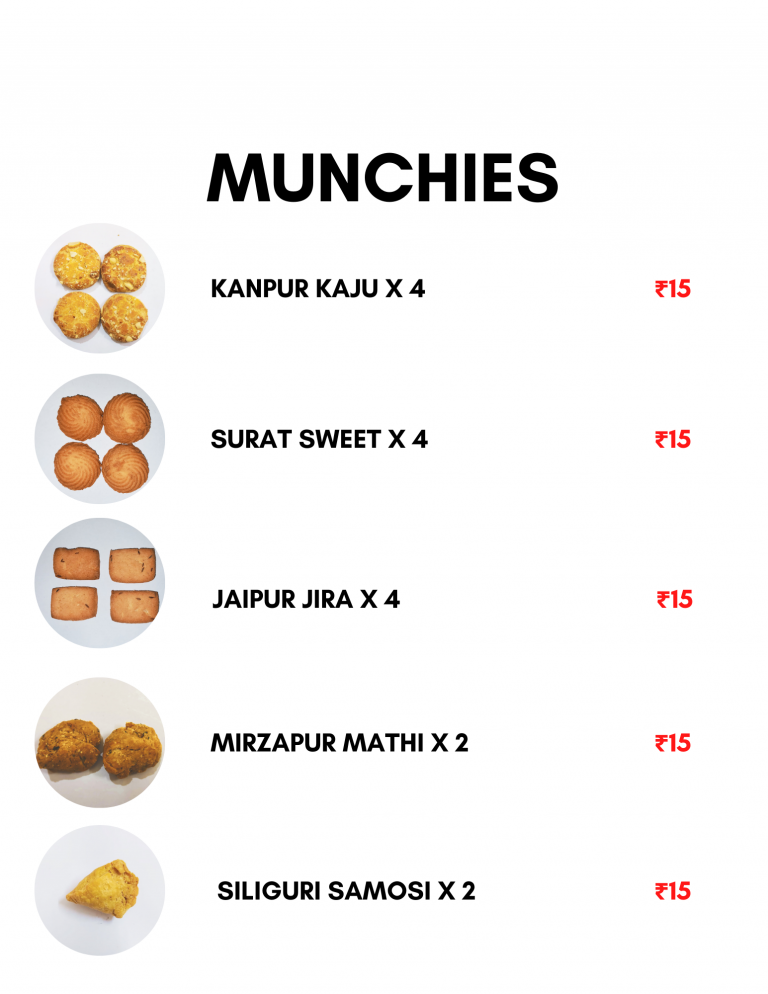 MUNCHIES
KANPUR KAJU X 4 ₹15
SURAT SWEET X 4 ₹15
JAIPUR JIRA X 4 ₹15
MIRZAPUR MATHI X 2 ₹15
SILIGURI SAMOSI X 2 ₹15